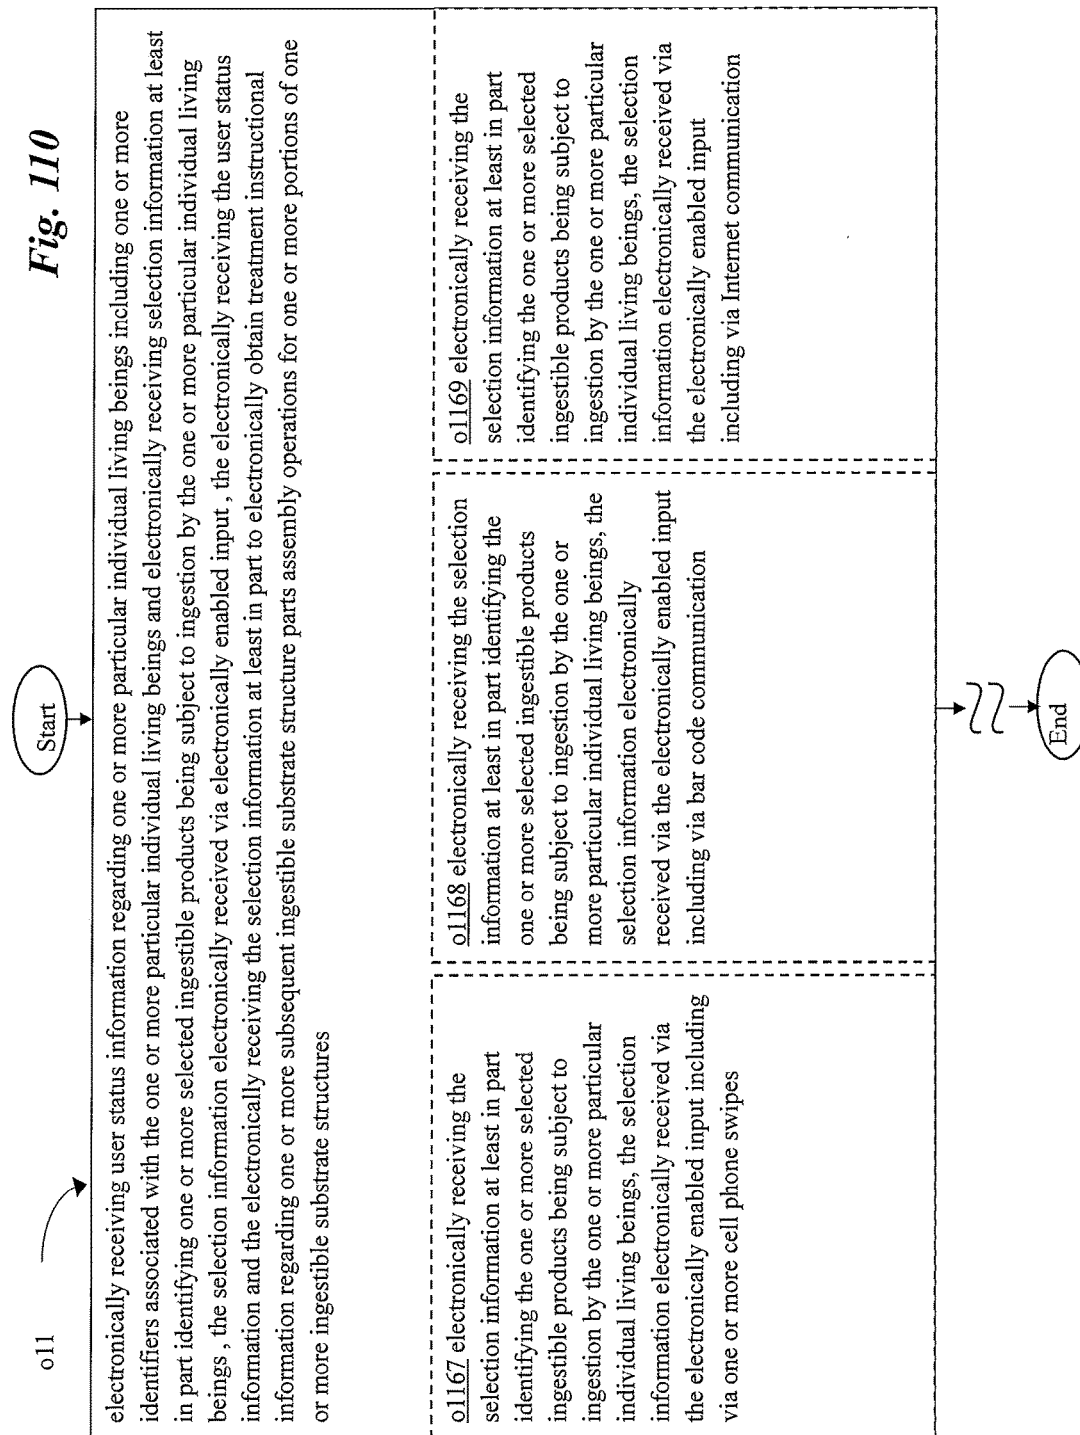 Fig. 110
Start
o11
electronically receiving user status information regarding one or more particular individual living beings including one or more
identifiers associated with the one or more particular individual living beings and electronically receiving selection information at least
in part identifying one or more selected ingestible products being subject to ingestion by the one or more particular individual living
beings , the selection information electronically received via electronically enabled input , the electronically receiving the user status
information and the electronically receiving the selection information at least in part to electronically obtain treatment instructional
information regarding one or more subsequent ingestible substrate structure parts assembly operations for one or more portions of one
or more ingestible substrate structures
o1167 electronically receiving the
selection information at least in part
identifying the one or more selected
ingestible products being subject to
ingestion by the one or more particular
individual living beings, the selection
information electronically received via
the electronically enabled input including
via one or more cell phone swipes
o1168 electronically receiving the selection
information at least in part identifying the
one or more selected ingestible products
being subject to ingestion by the one or
more particular individual living beings, the
selection information electronically
received via the electronically enabled input
including via bar code communication
o1169 electronically receiving the
selection information at least in part
identifying the one or more selected
ingestible products being subject to
ingestion by the one or more particular
individual living beings, the selection
information electronically received via
the electronically enabled input
including via Internet communication
End